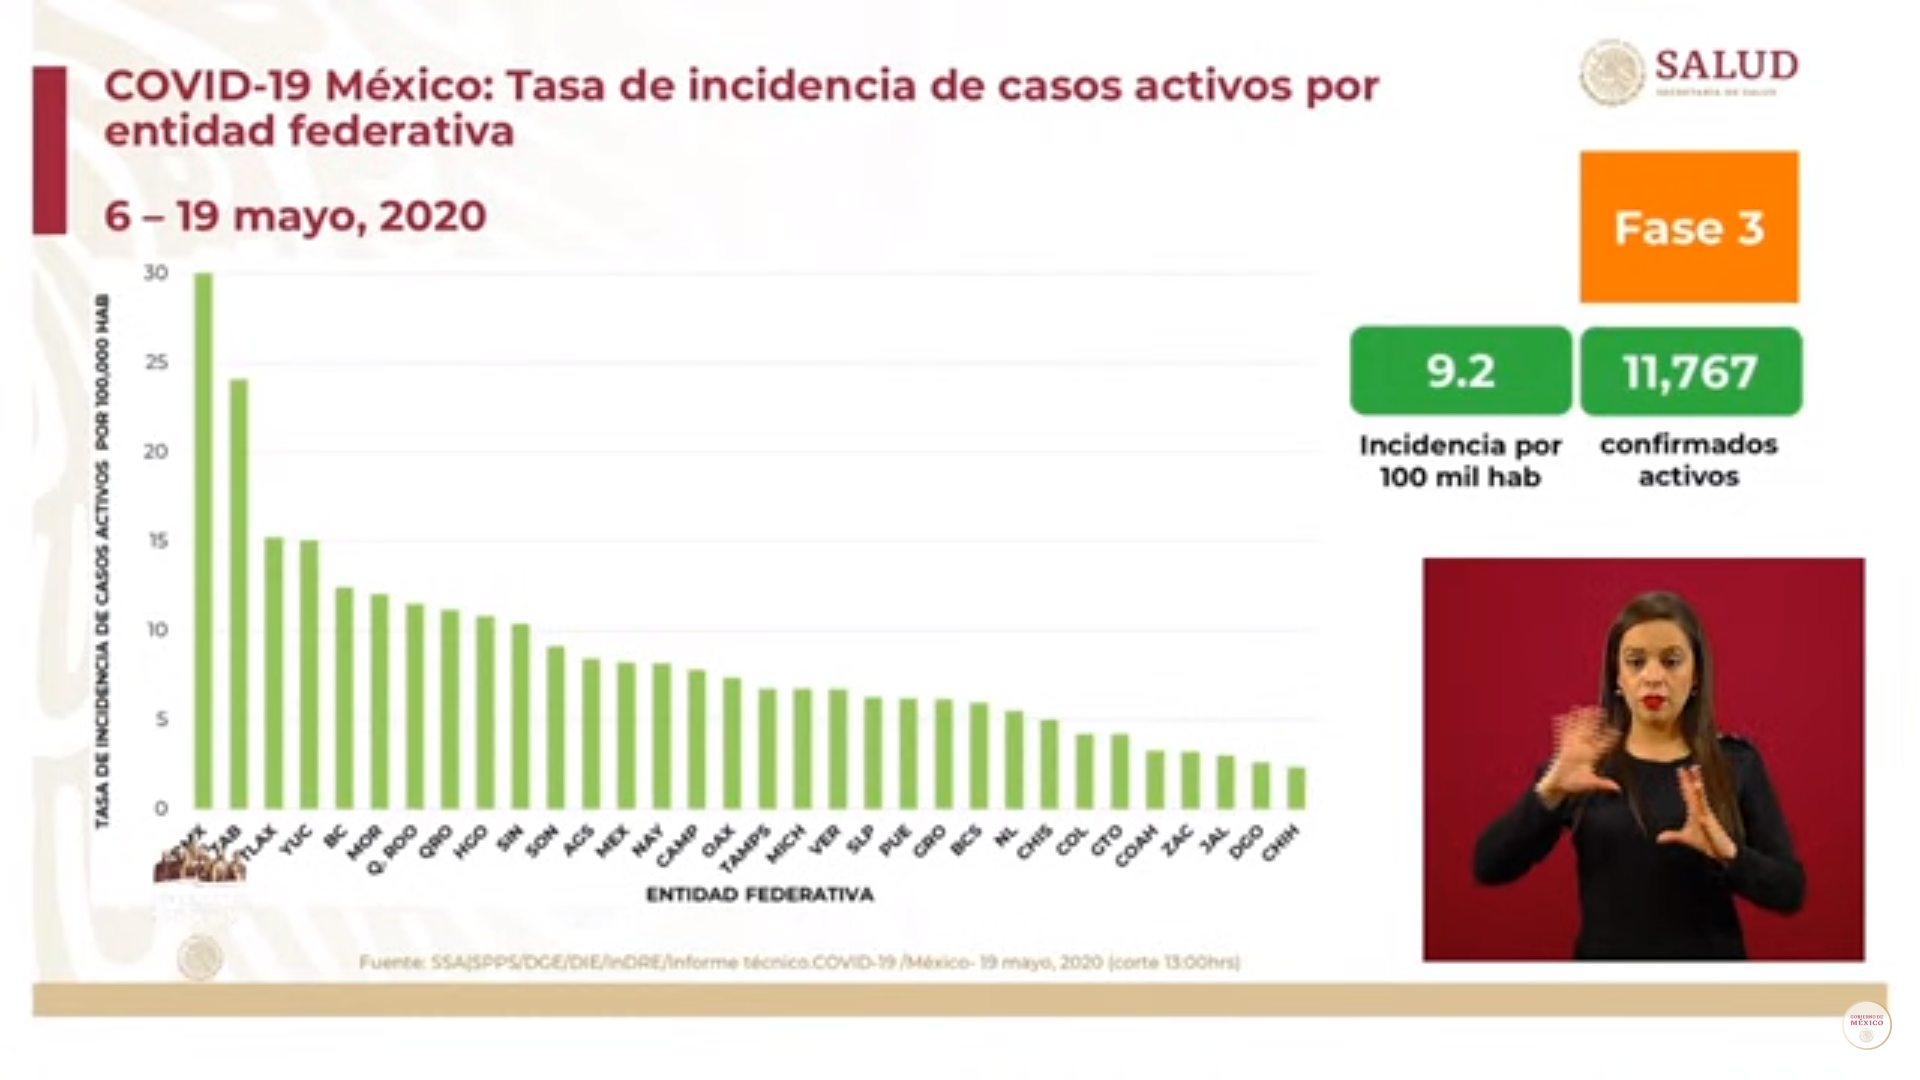 COVID-19 México: Tasa de incidencia de casos activos por
entidad federativa
6 – 19 mayo, 2020
SALUD
SECRETARÍA DE SALUD
Fase 3
9.2
11,767
Incidencia por
100 mil hab
confirmados
activos
TASA DE INCIDENCIA DE CASOS ACTIVOS POR 100,000 HAB
30
25
20
15
10
5
0
TAB
TLAX
YUC
BC
MOR
Q. ROO
QRO
HGO
SIN
SON
AGS
MEX
NAY
CAMP
OAX
TAMPS
MICH
VER
SLP
PUE
GRO
BCS
NL
CHIS
COL
GTO
COAH
ZAC
JAL
DGO
CHIH
ENTIDAD FEDERATIVA
Fuente: SSA(SPPS/DGE/DIE/InDRE/Informe técnico.COVID-19 /México- 19 mayo, 2020 (corte 13:00hrs)
GOBIERNO DE
MÉXICO